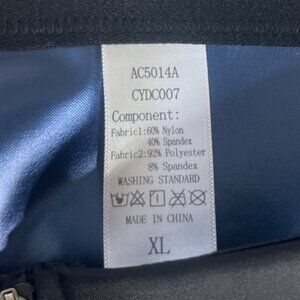 AC5014A
CYDC007
Component:
Fabric1:60% Nylon
40% Spandex
Fabric2:92% Polyester
8% Spandex
WASHING STANDARD
MADE IN CHINA
XL